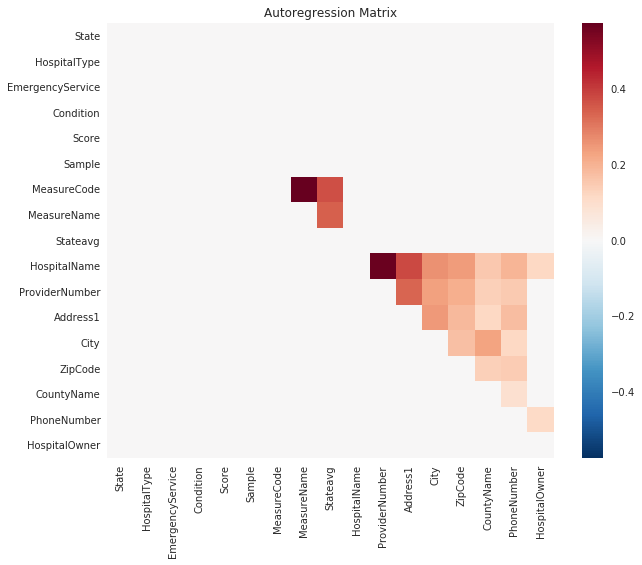 Autoregression Matrix
State
HospitalType
EmergencyService
Condition
Score
Sample
MeasureCode
MeasureName
Stateavg
HospitalName
ProviderNumber
Address1
City
ZipCode
CountyName
PhoneNumber
HospitalOwner
State
HospitalType
EmergencyService
Condition
Score
Sample
MeasureCode
MeasureName
Stateavg
HospitalName
ProviderNumber
Address1
City
ZipCode
CountyName
PhoneNumber
HospitalOwner
0.4
0.2
0.0
−0.2
−0.4